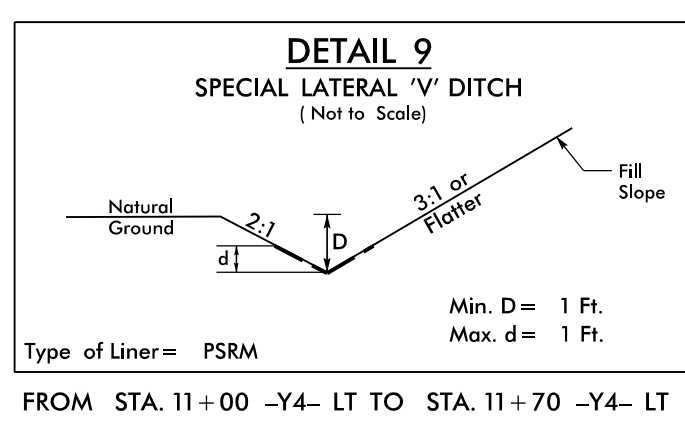 DETAIL 9
SPECIAL LATERAL 'V' DITCH
( Not to Scale)
Natural
Ground
2:1
d
D
3:1 or
Flatter
Fill
Slope
Min. D = 1 Ft.
Max. d = 1 Ft.
Type of Liner = PSRM
FROM STA. 11+00 -Y4- LT TO STA. 11+70 -Y4- LT